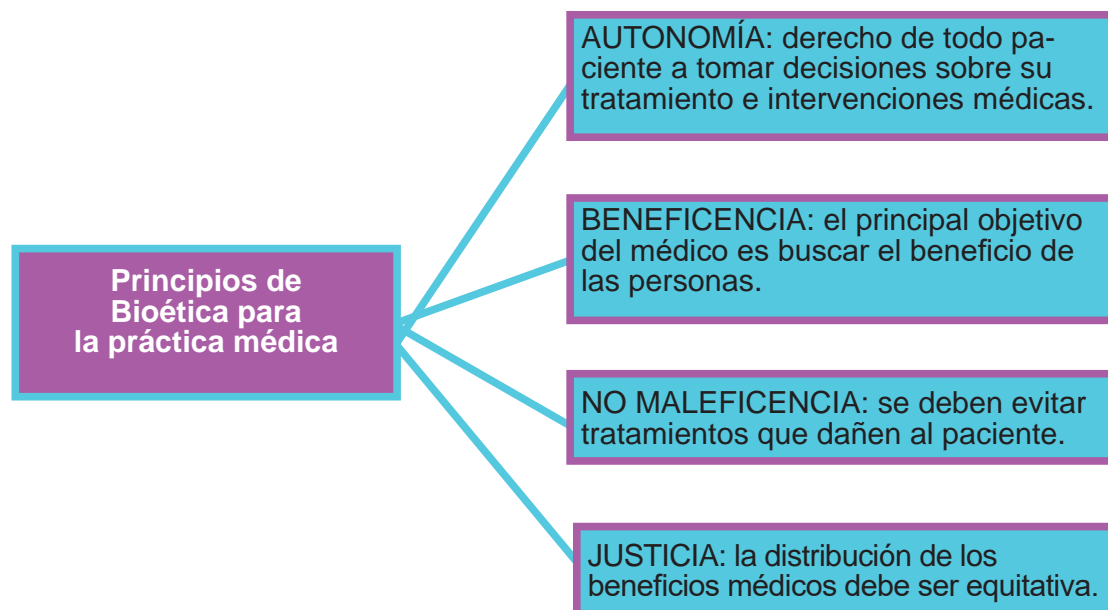 AUTONOMÍA: derecho de todo pa-
ciente a tomar decisiones sobre su
tratamiento e intervenciones médicas.
BENEFICENCIA: el principal objetivo
del médico es buscar el beneficio de
las personas.
Principios de
Bioética para
la práctica médica
NO MALEFICENCIA: se deben evitar
tratamientos que dañen al paciente.
JUSTICIA: la distribución de los
beneficios médicos debe ser equitativa.